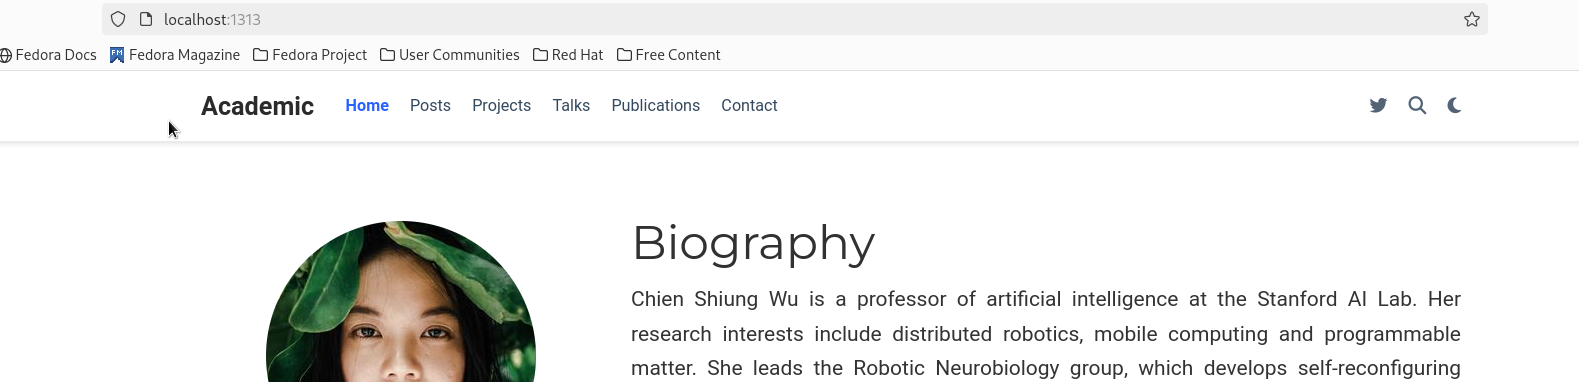 localhost:1313
Fedora Docs Fedora Magazine Fedora Project User Communities Red Hat Free Content
Academic Home Posts Projects Talks Publications Contact
Biography
Chien Shiung Wu is a professor of artificial intelligence at the Stanford AI Lab. Her
research interests include distributed robotics, mobile computing and programmable
matter. She leads the Robotic Neurobiology group, which develops self-reconfiguring